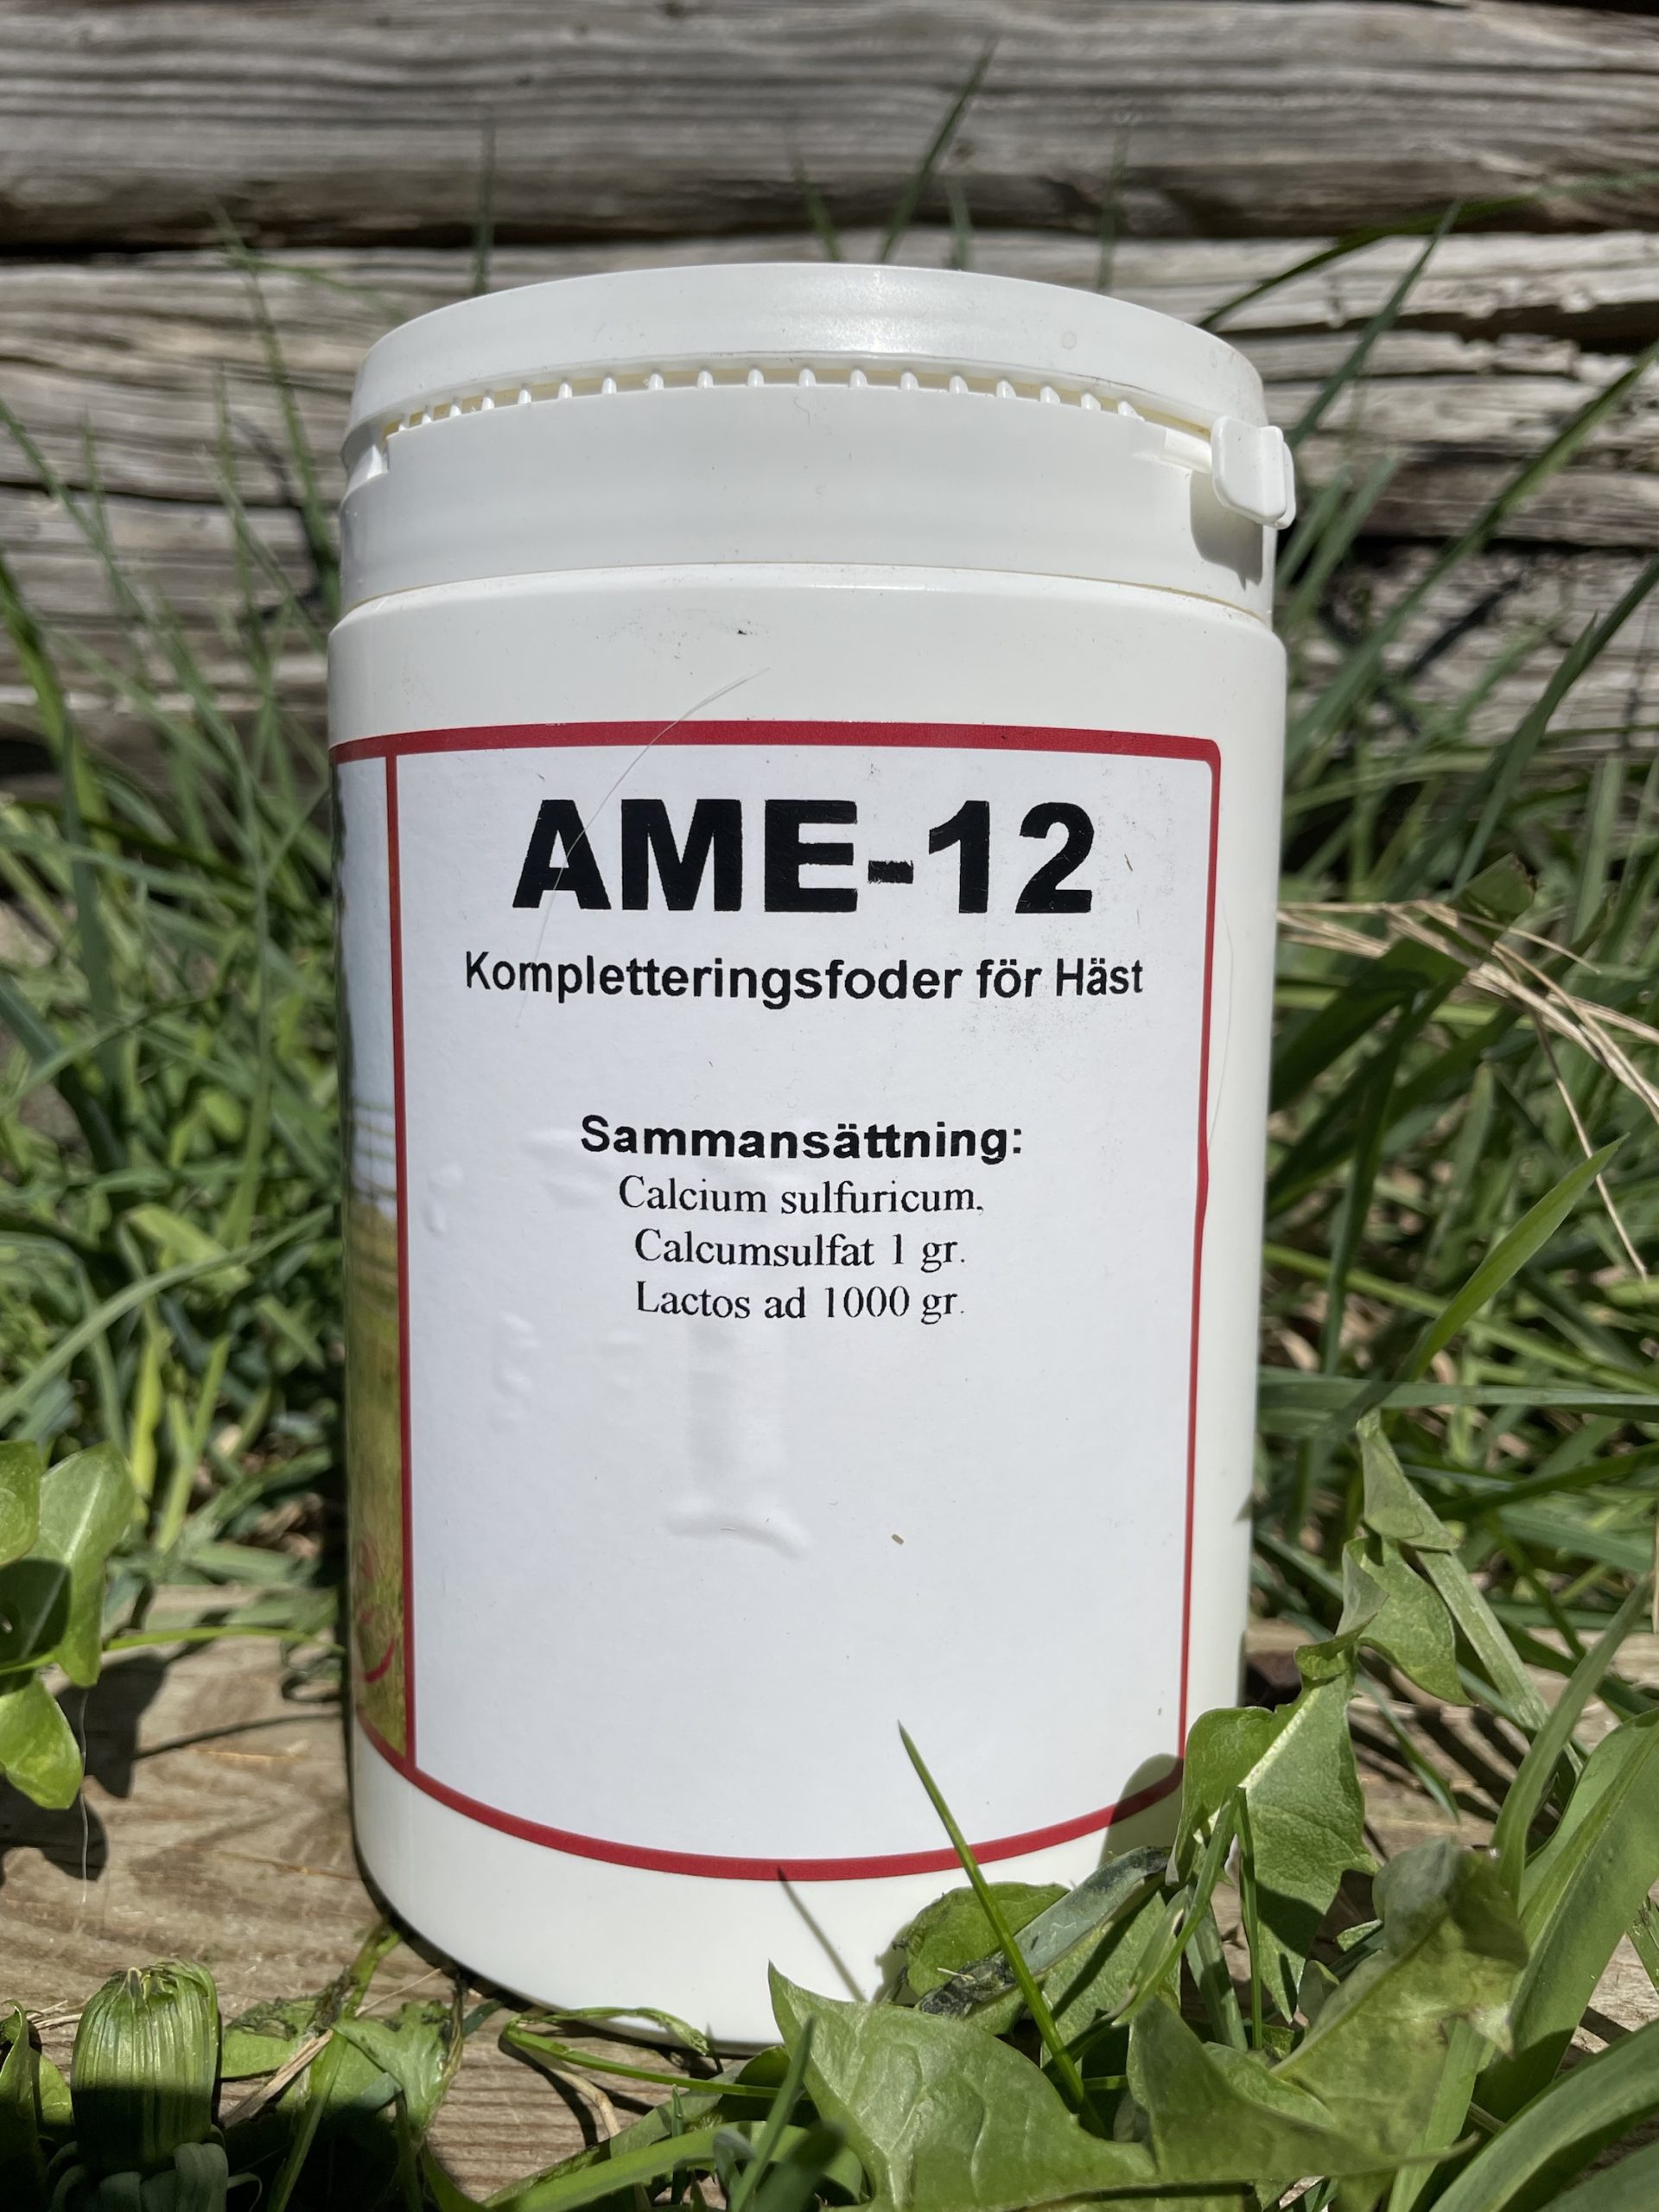 AME-12
Kompletteringsfoder för Häst
Sammansättning:
Calcium sulfuricum.
Calcumsulfat 1 gr.
Lactos ad 1000 gr.